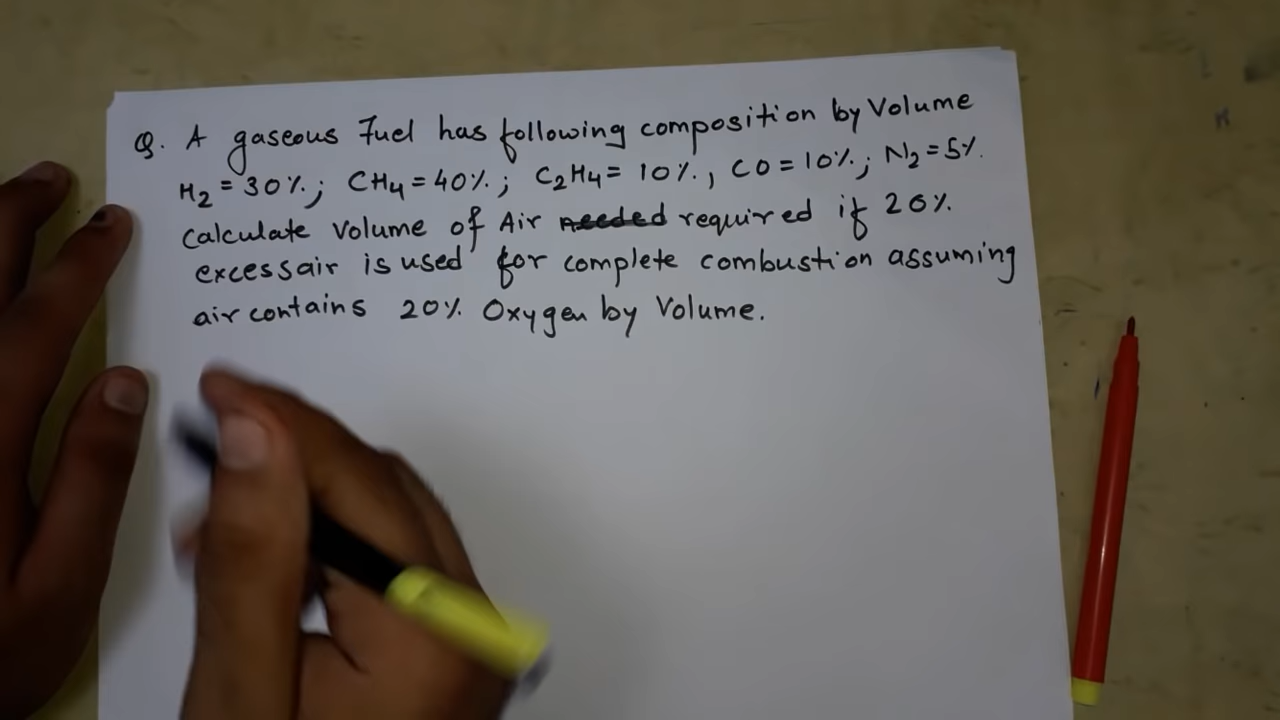 Q. A gaseous Fuel has following composition by Volume
H₂ = 30%; CH₄ = 40%; C₂H₄ = 10%, CO = 10%; N₂ = 5%.
Calculate Volume of Air needed required if 20%
excess air is used for complete combustion assuming
air contains 20% Oxygen by Volume.